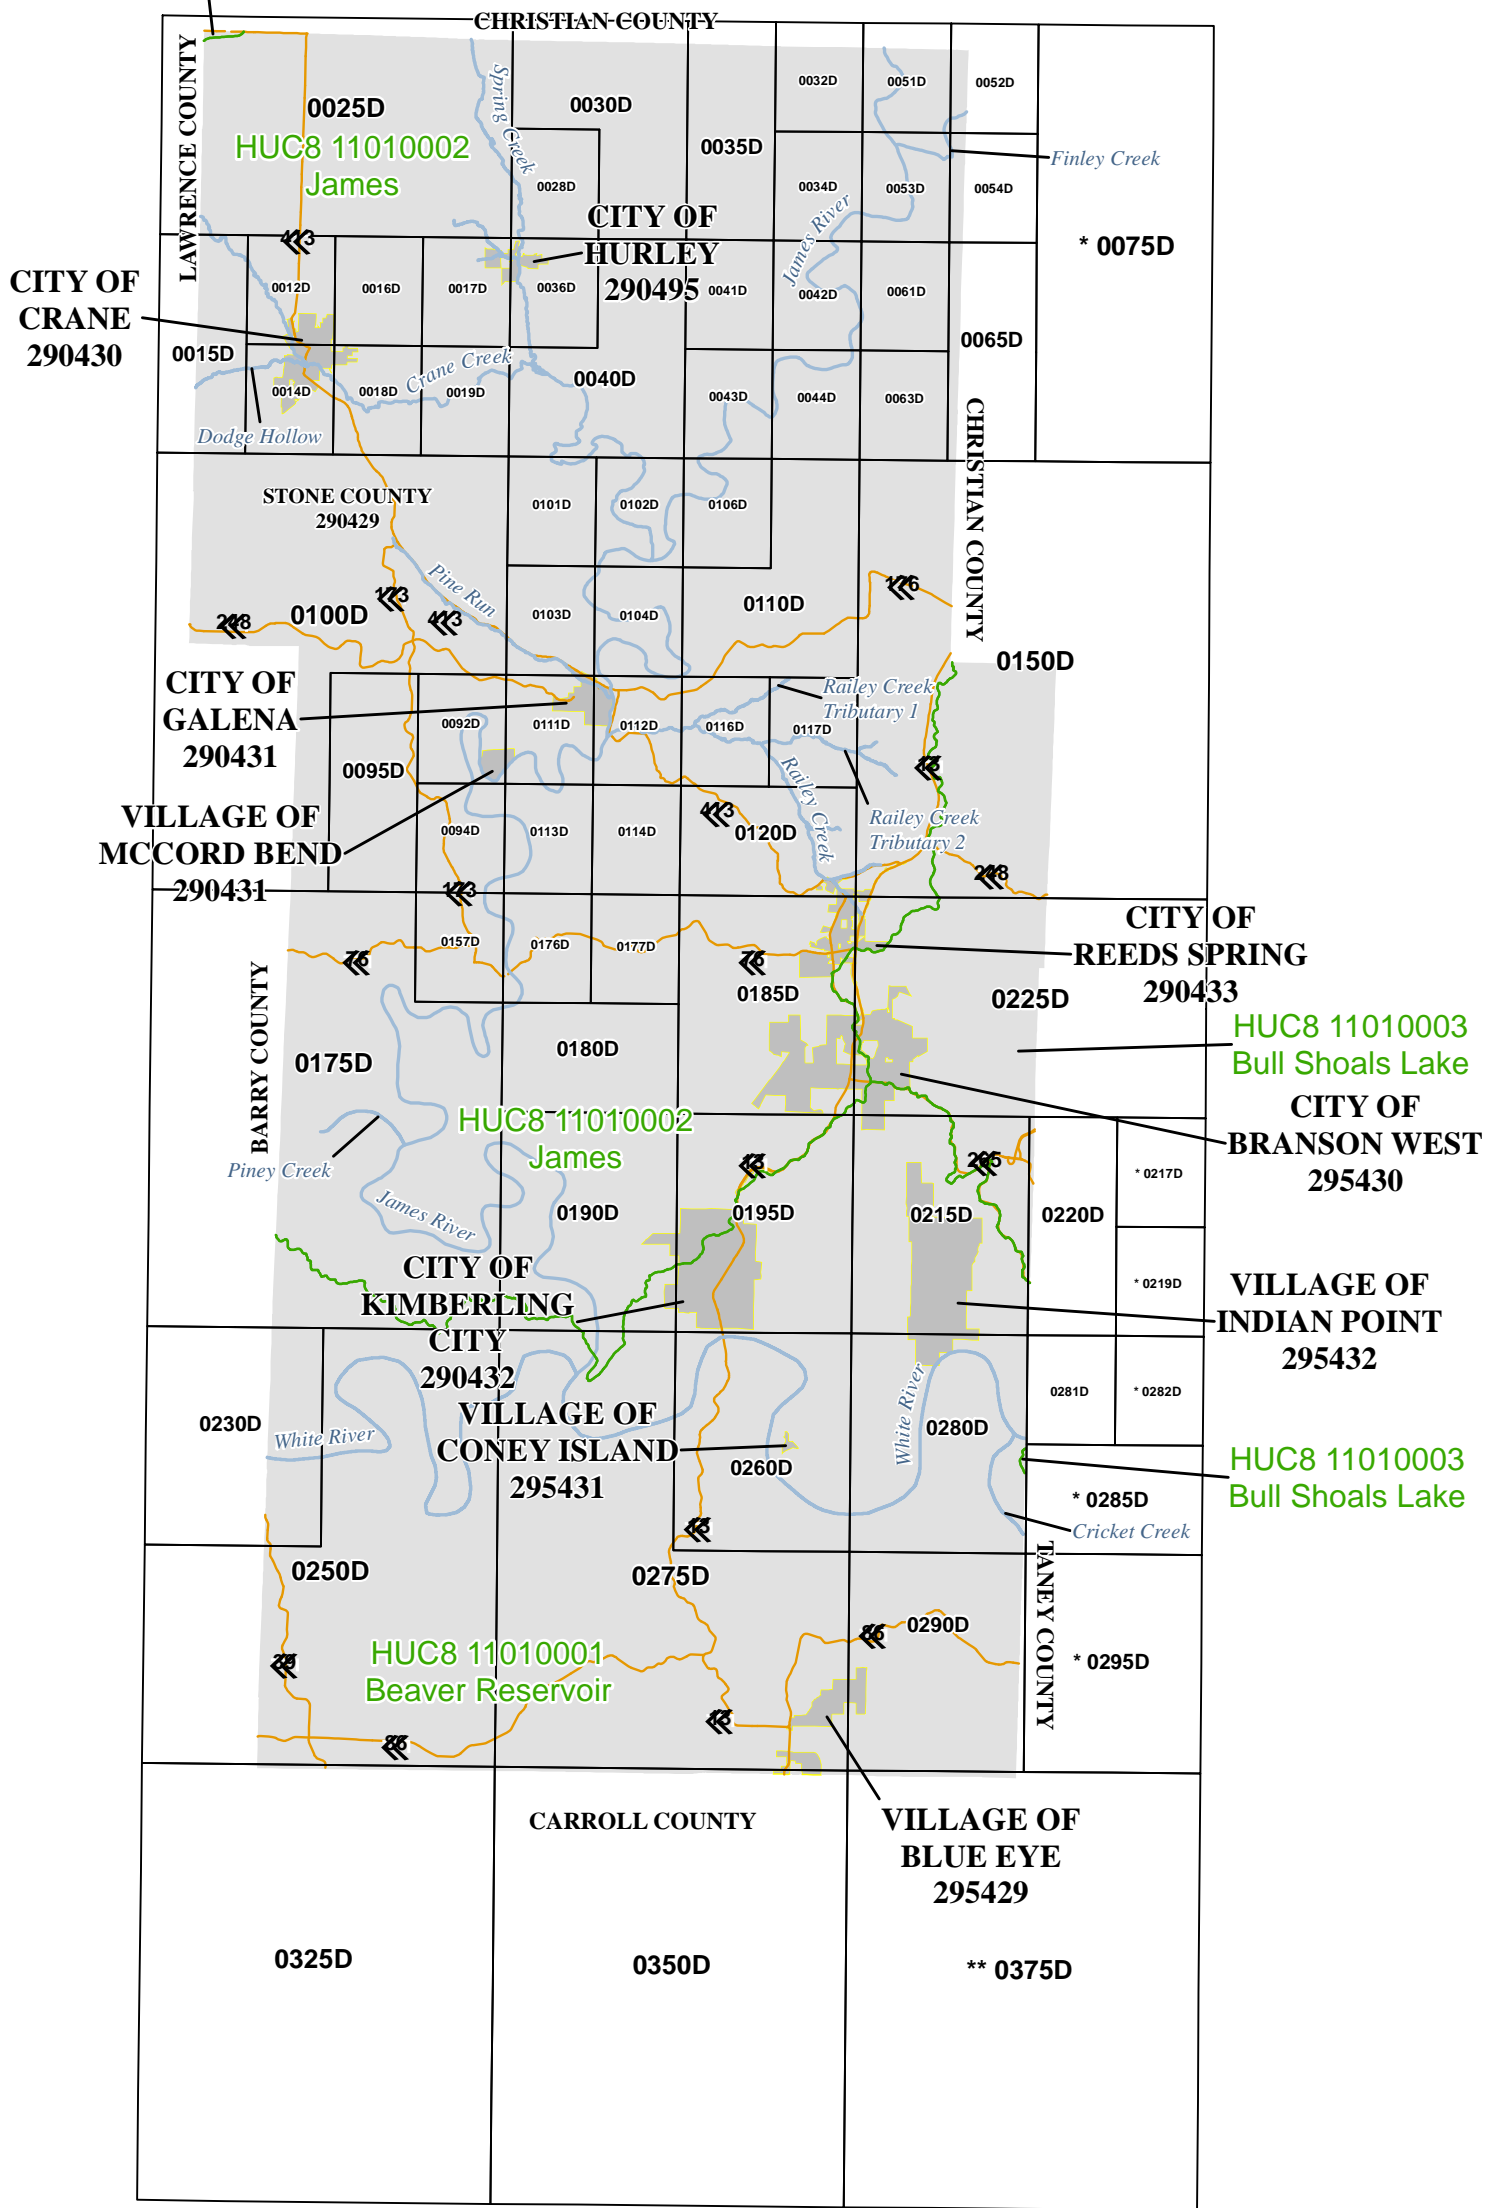 CHRISTIAN COUNTY
LAWRENCE COUNTY
0025D
HUC8 11010002
James
Spring Creek
0030D
0028D
0035D
0032D
0051D
0052D
Finley Creek
0034D
0053D
0054D
James River
* 0075D
CITY OF
HURLEY
290495
CITY OF
CRANE
290430
0012D
0016D
0017D
0036D
0041D
0042D
0061D
0065D
0015D
0014D
0018D
0019D
Crane Creek
0040D
0043D
0044D
0063D
Dodge Hollow
CHRISTIAN COUNTY
STONE COUNTY
290429
0101D
0102D
0106D
Pine Run
0100D
0103D
0104D
0110D
0150D
CITY OF
GALENA
290431
0092D
0111D
0112D
0116D
0117D
Railey Creek
Tributary 1
0095D
Railey Creek
VILLAGE OF
MCCORD BEND
290431
0094D
0113D
0114D
0120D
Railey Creek
Tributary 2
0157D
0176D
0177D
76
76
0185D
CITY OF
REEDS SPRING
290433
0225D
BARRY COUNTY
0175D
0180D
HUC8 11010003
Bull Shoals Lake
HUC8 11010002
James
CITY OF
BRANSON WEST
295430
Piney Creek
James River
0190D
13
0195D
0215D
0220D
* 0217D
* 0219D
CITY OF
KIMBERLING
CITY
290432
VILLAGE OF
INDIAN POINT
295432
0281D
* 0282D
0230D
White River
VILLAGE OF
CONEY ISLAND
295431
0260D
White River
0280D
HUC8 11010003
Bull Shoals Lake
* 0285D
Cricket Creek
13
0250D
0275D
TANEY COUNTY
86
0290D
* 0295D
HUC8 11010001
Beaver Reservoir
13
86
CARROLL COUNTY
VILLAGE OF
BLUE EYE
295429
0325D
0350D
** 0375D